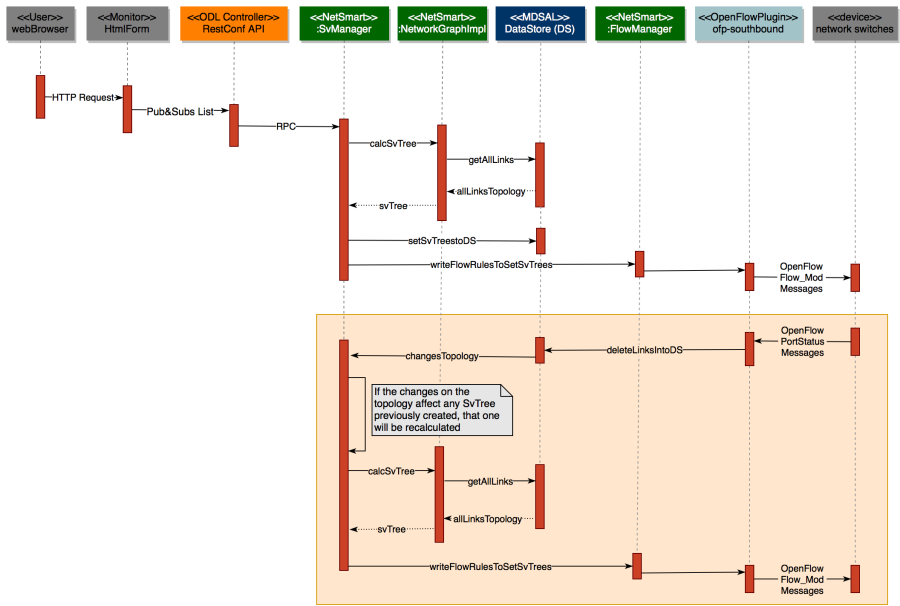 <<User>>
webBrowser
<<Monitor>>
HtmlForm
<<ODL Controller>>
RestConf API
<<NetSmart>>
:SvManager
<<NetSmart>>
:NetworkGraphImpl
<<MDSAL>>
DataStore (DS)
<<NetSmart>>
:FlowManager
<<OpenFlowPlugin>>
ofp-southbound
<<device>>
network switches
HTTP Request
Pub&Subs List
RPC
calcSvTree
getAllLinks
allLinksTopology
svTree
setSvTreestoDS
writeFlowRulesToSetSvTrees
OpenFlow
Flow_Mod
Messages
OpenFlow
PortStatus
Messages
deleteLinksIntoDS
changesTopology
If the changes on the
topology affect any SvTree
previously created, that one
will be recalculated
calcSvTree
getAllLinks
allLinksTopology
svTree
writeFlowRulesToSetSvTrees
OpenFlow
Flow_Mod
Messages